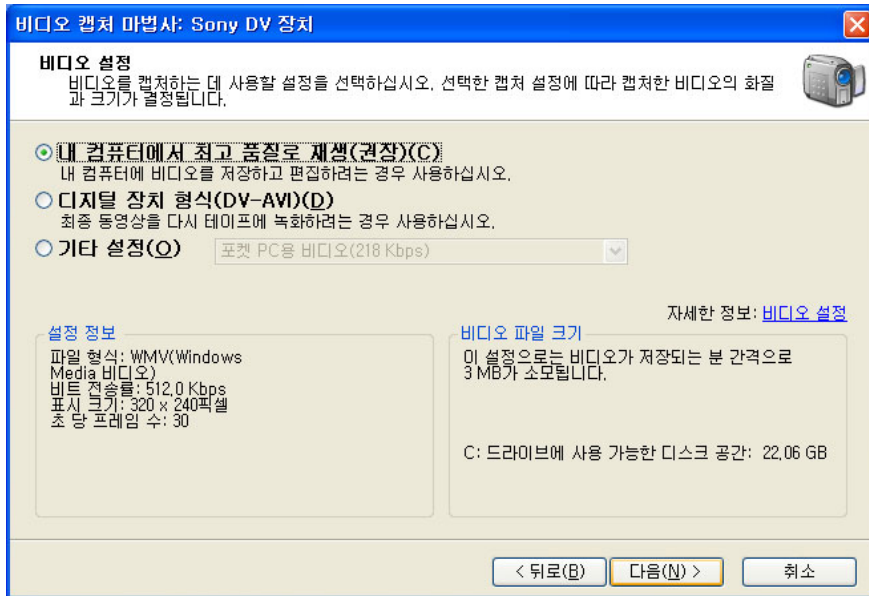 비디오 캡처 마법사: Sony DV 장치
비디오 설정
비디오를 캡처하는 데 사용할 설정을 선택하십시오. 선택한 캡처 설정에 따라 캡처한 비디오의 화질
과 크기가 결정됩니다.
내 컴퓨터에서 최고 품질로 재생(권장)(C)
내 컴퓨터에 비디오를 저장하고 편집하려는 경우 사용하십시오.
디지털 장치 형식(DV-AVI)(D)
최종 동영상을 다시 테이프에 녹화하려는 경우 사용하십시오.
기타 설정(O) 포켓 PC용 비디오(218 Kbps)
자세한 정보: 비디오 설정
설정 정보
파일 형식: WMV(Windows
Media 비디오)
비트 전송률: 512.0 Kbps
표시 크기: 320 x 240픽셀
초 당 프레임 수: 30
비디오 파일 크기
이 설정으로는 비디오가 저장되는 분 간격으로
3 MB가 소모됩니다.
C: 드라이브에 사용 가능한 디스크 공간: 22.06 GB
< 뒤로(B) 다음(N) > 취소